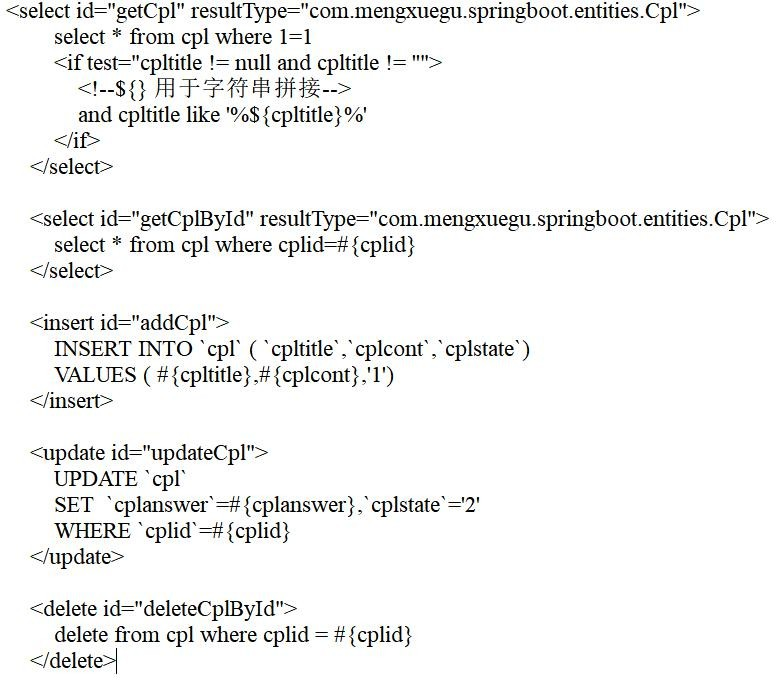 <select id="getCpl" resultType="com.mengxuegu.springboot.entities.Cpl">
select * from cpl where 1=1
<if test="cpltitle != null and cpltitle != """>
<!--${} 用于字符串拼接-->
and cpltitle like '%${cpltitle}%'
</if>
</select>
<select id="getCplById" resultType="com.mengxuegu.springboot.entities.Cpl">
select * from cpl where cplid=#{cplid}
</select>
<insert id="addCpl">
INSERT INTO `cpl` ( `cpltitle`,`cplcont`,`cplstate`)
VALUES ( #{cpltitle},#{cplcont},'1')
</insert>
<update id="updateCpl">
UPDATE `cpl`
SET `cplanswer`=#{cplanswer},`cplstate`='2'
WHERE `cplid`=#{cplid}
</update>
<delete id="deleteCplById">
delete from cpl where cplid = #{cplid}
</delete>